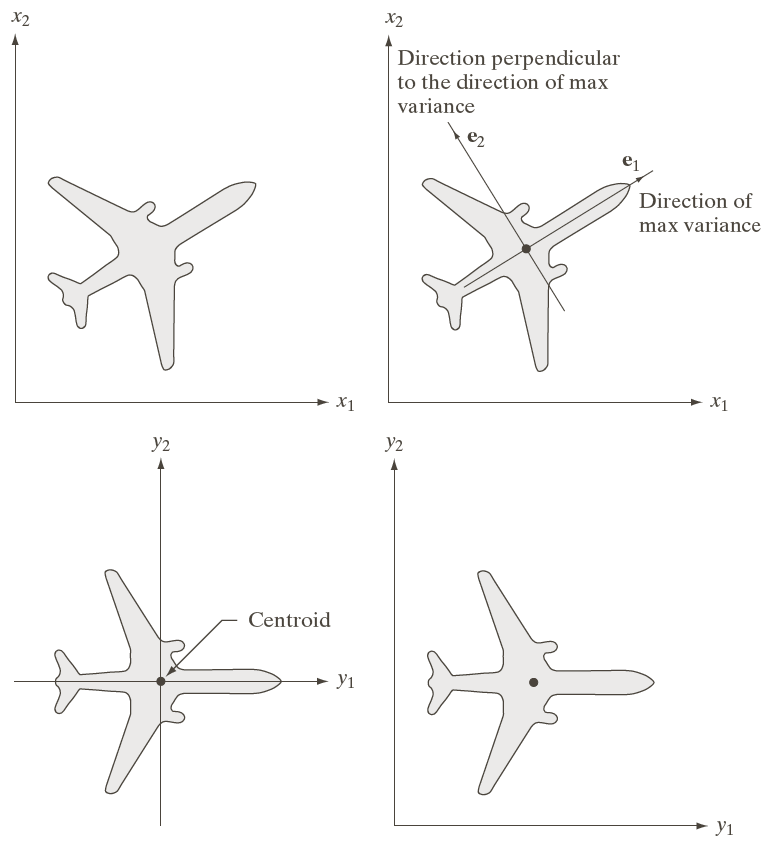 x2
x1
x2
Direction perpendicular
to the direction of max
variance
e2
e1
Direction of
max variance
x1
y2
Centroid
y1
y2
y1